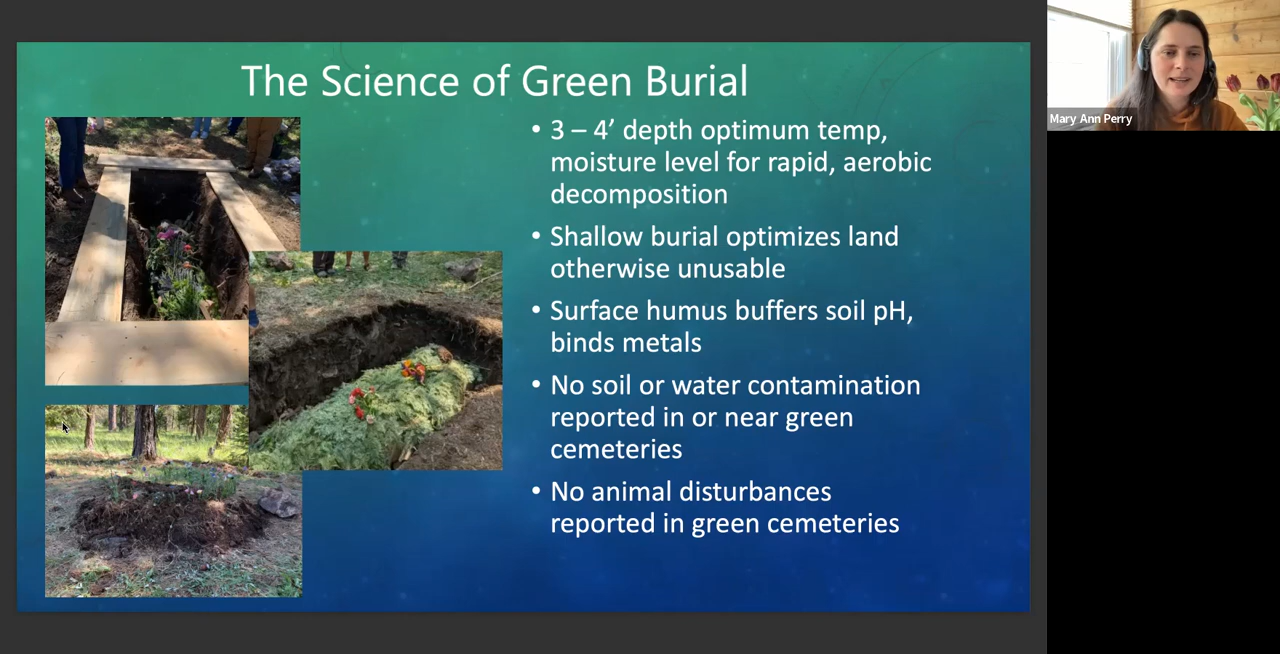 The Science of Green Burial
• 3 – 4’ depth optimum temp,
moisture level for rapid, aerobic
decomposition
• Shallow burial optimizes land
otherwise unusable
• Surface humus buffers soil pH,
binds metals
• No soil or water contamination
reported in or near green
cemeteries
• No animal disturbances
reported in green cemeteries
Mary Ann Perry